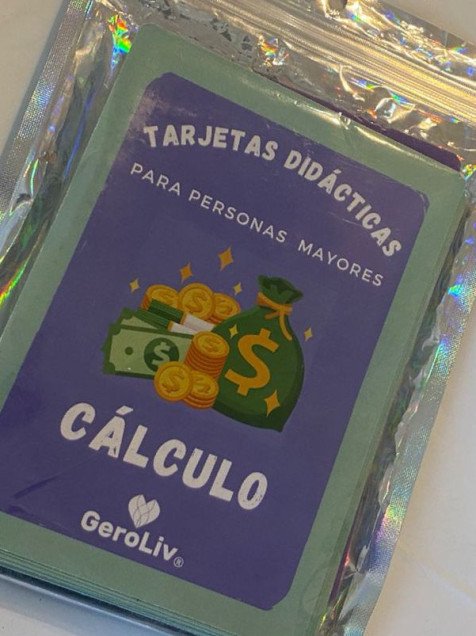 TARJETAS DIDÁCTICAS
PARA PERSONAS MAYORES
$
$
CÁLCULO
GeroLiv®